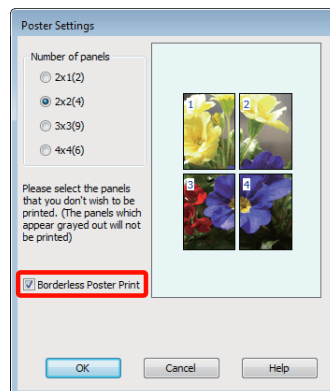 Poster Settings
Number of panels
2x1(2)
2x2(4)
3x3(9)
4x4(6)
1
2
3
4
Please select the panels
that you don't wish to be
printed. (The panels which
appear grayed out will not
be printed)
Borderless Poster Print
OK
Cancel
Help